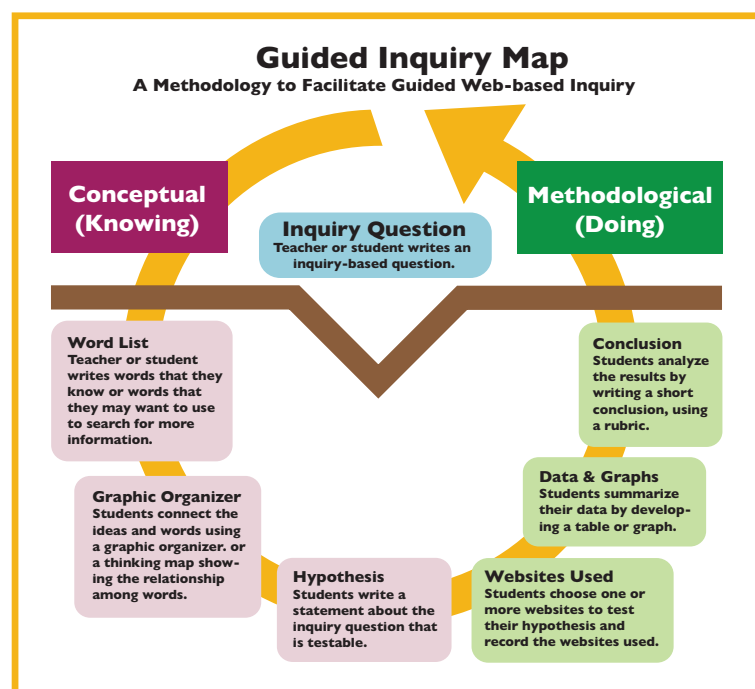 Guided Inquiry Map
A Methodology to Facilitate Guided Web-based Inquiry
Conceptual
(Knowing)
Methodological
(Doing)
Inquiry Question
Teacher or student writes an
inquiry-based question.
Word List
Teacher or student
writes words that they
know or words that
they may want to use
to search for more
information.
Graphic Organizer
Students connect the
ideas and words using
a graphic organizer. or
a thinking map show-
ing the relationship
among words.
Hypothesis
Students write a
statement about the
inquiry question that
is testable.
Websites Used
Students choose one or
more websites to test
their hypothesis and
record the websites used.
Data & Graphs
Students summarize
their data by develop-
ing a table or graph.
Conclusion
Students analyze
the results by
writing a short
conclusion, using
a rubric.